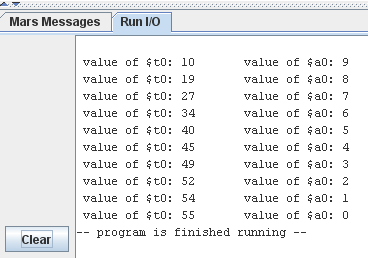 Mars Messages Run I/O
value of $t0: 10 value of $a0: 9
value of $t0: 19 value of $a0: 8
value of $t0: 27 value of $a0: 7
value of $t0: 34 value of $a0: 6
value of $t0: 40 value of $a0: 5
value of $t0: 45 value of $a0: 4
value of $t0: 49 value of $a0: 3
value of $t0: 52 value of $a0: 2
value of $t0: 54 value of $a0: 1
value of $t0: 55 value of $a0: 0
-- program is finished running --
Clear